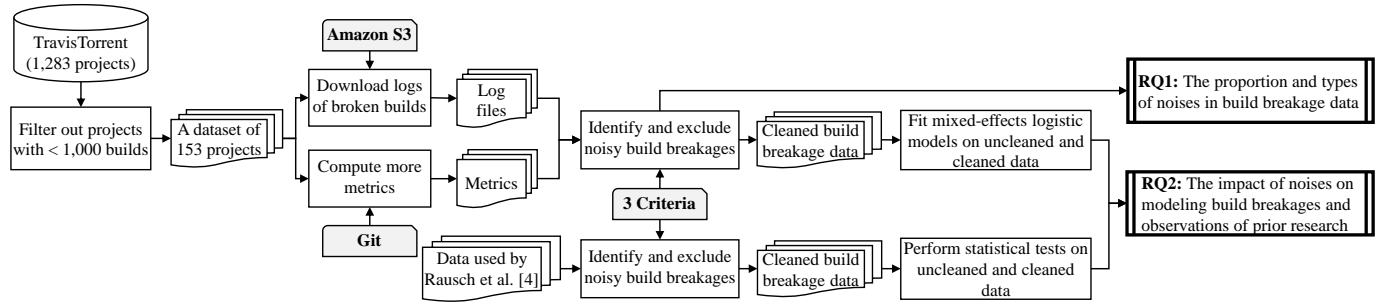 TravisTorrent
(1,283 projects)
Filter out projects
with < 1,000 builds
A dataset of
153 projects
Amazon S3
Download logs
of broken builds
Log
files
Compute more
metrics
Metrics
Git
Identify and exclude
noisy build breakages
Cleaned build
breakage data
Fit mixed-effects logistic
models on uncleaned and
cleaned data
RQ1: The proportion and types
of noises in build breakage data
3 Criteria
Data used by
Rausch et al. [4]
Identify and exclude
noisy build breakages
Cleaned build
breakage data
Perform statistical tests on
uncleaned and cleaned
data
RQ2: The impact of noises on
modeling build breakages and
observations of prior research